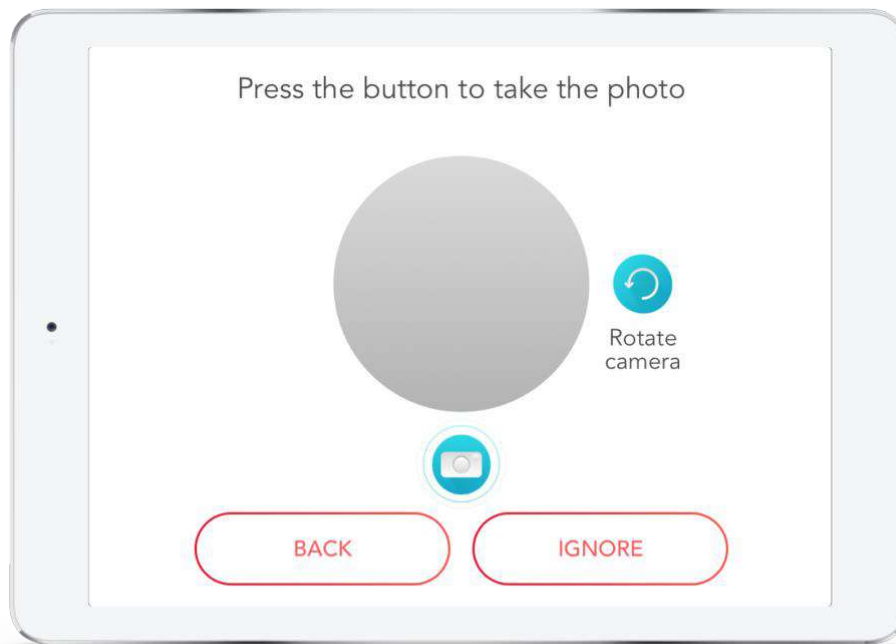 Press the button to take the photo
Rotate
camera
BACK
IGNORE